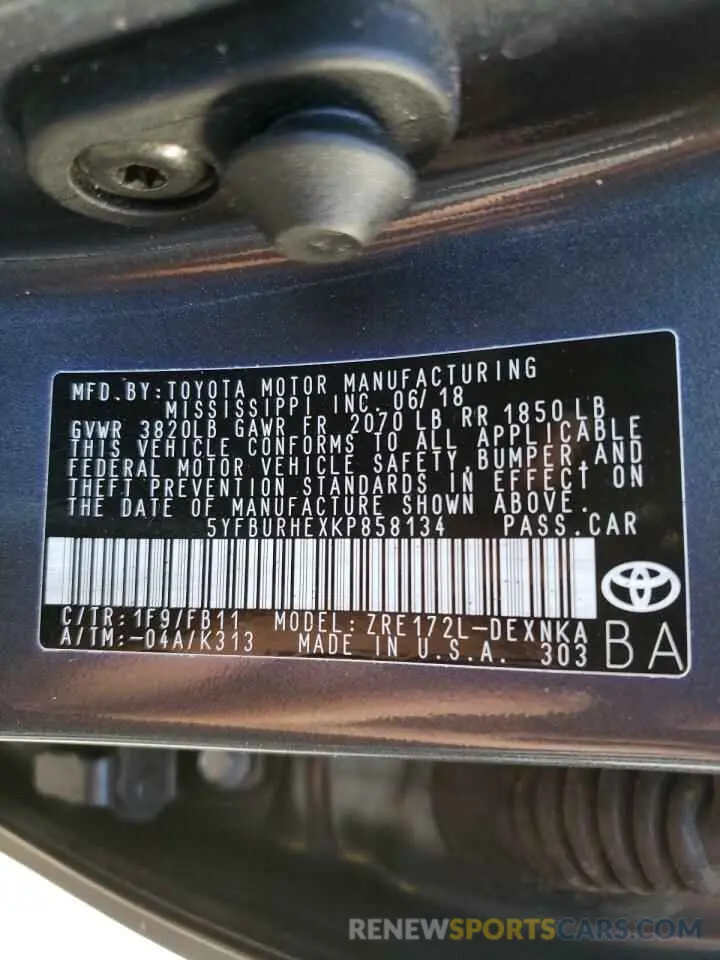 MFD.BY:TOYOTA MOTOR MANUFACTURING
MISSISSIPPI INC. 06/18
GVWR 3820LB GAWR FR 2070 LB RR 1850 LB
THIS VEHICLE CONFORMS TO ALL APPLICABLE
FEDERAL MOTOR VEHICLE SAFETY,BUMPER,AND
THEFT PREVENTION STANDARDS IN EFFECT ON
THE DATE OF MANUFACTURE SHOWN ABOVE.
5YFBURHEXKP858134 PASS.CAR
C/TR:1F9/FB11 MODEL:ZRE172L-DEXNKA
A/TM:-04A/K313 MADE IN U.S.A. 303 BA
RENEWSPORTSCARS.COM